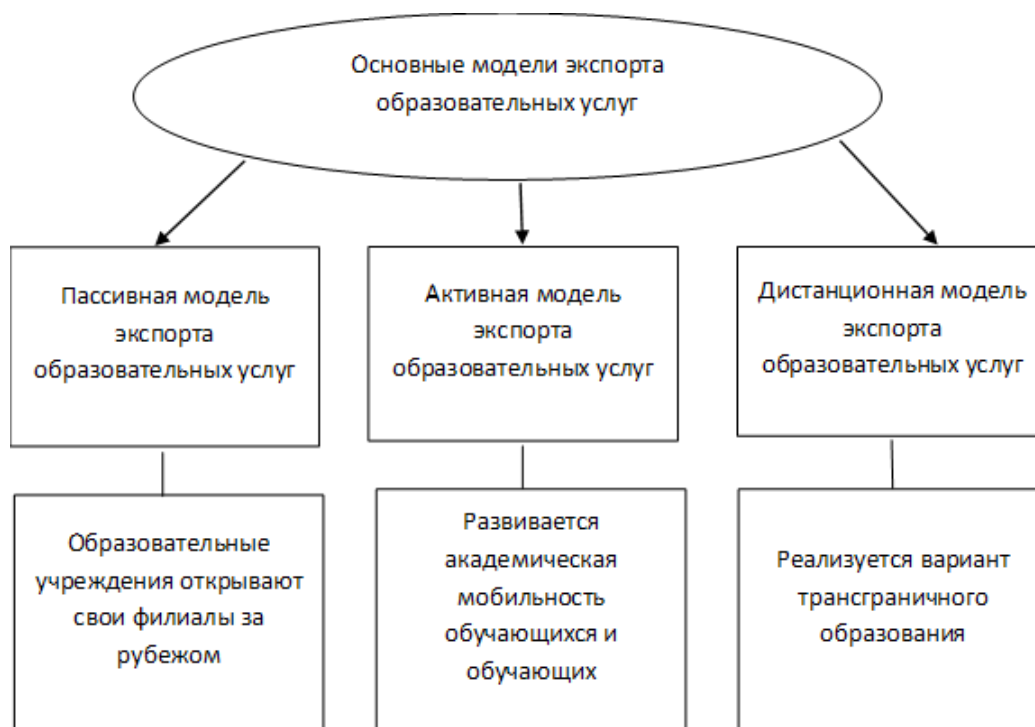 Основные модели экспорта
образовательных услуг
Пассивная модель
экспорта
образовательных услуг
Активная модель
экспорта
образовательных услуг
Дистанционная модель
экспорта
образовательных услуг
Образовательные
учреждения открывают
свои филиалы за
рубежом
Развивается
академическая
мобильность
обучающихся и
обучающих
Реализуется вариант
трансграничного
образования